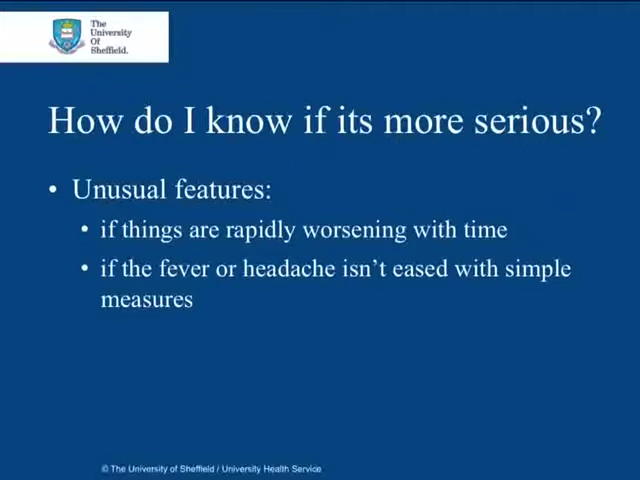 The
University
Of
Sheffield.
How do I know if its more serious?
• Unusual features:
• if things are rapidly worsening with time
• if the fever or headache isn't eased with simple
measures
© The University of Sheffield / University Health Service